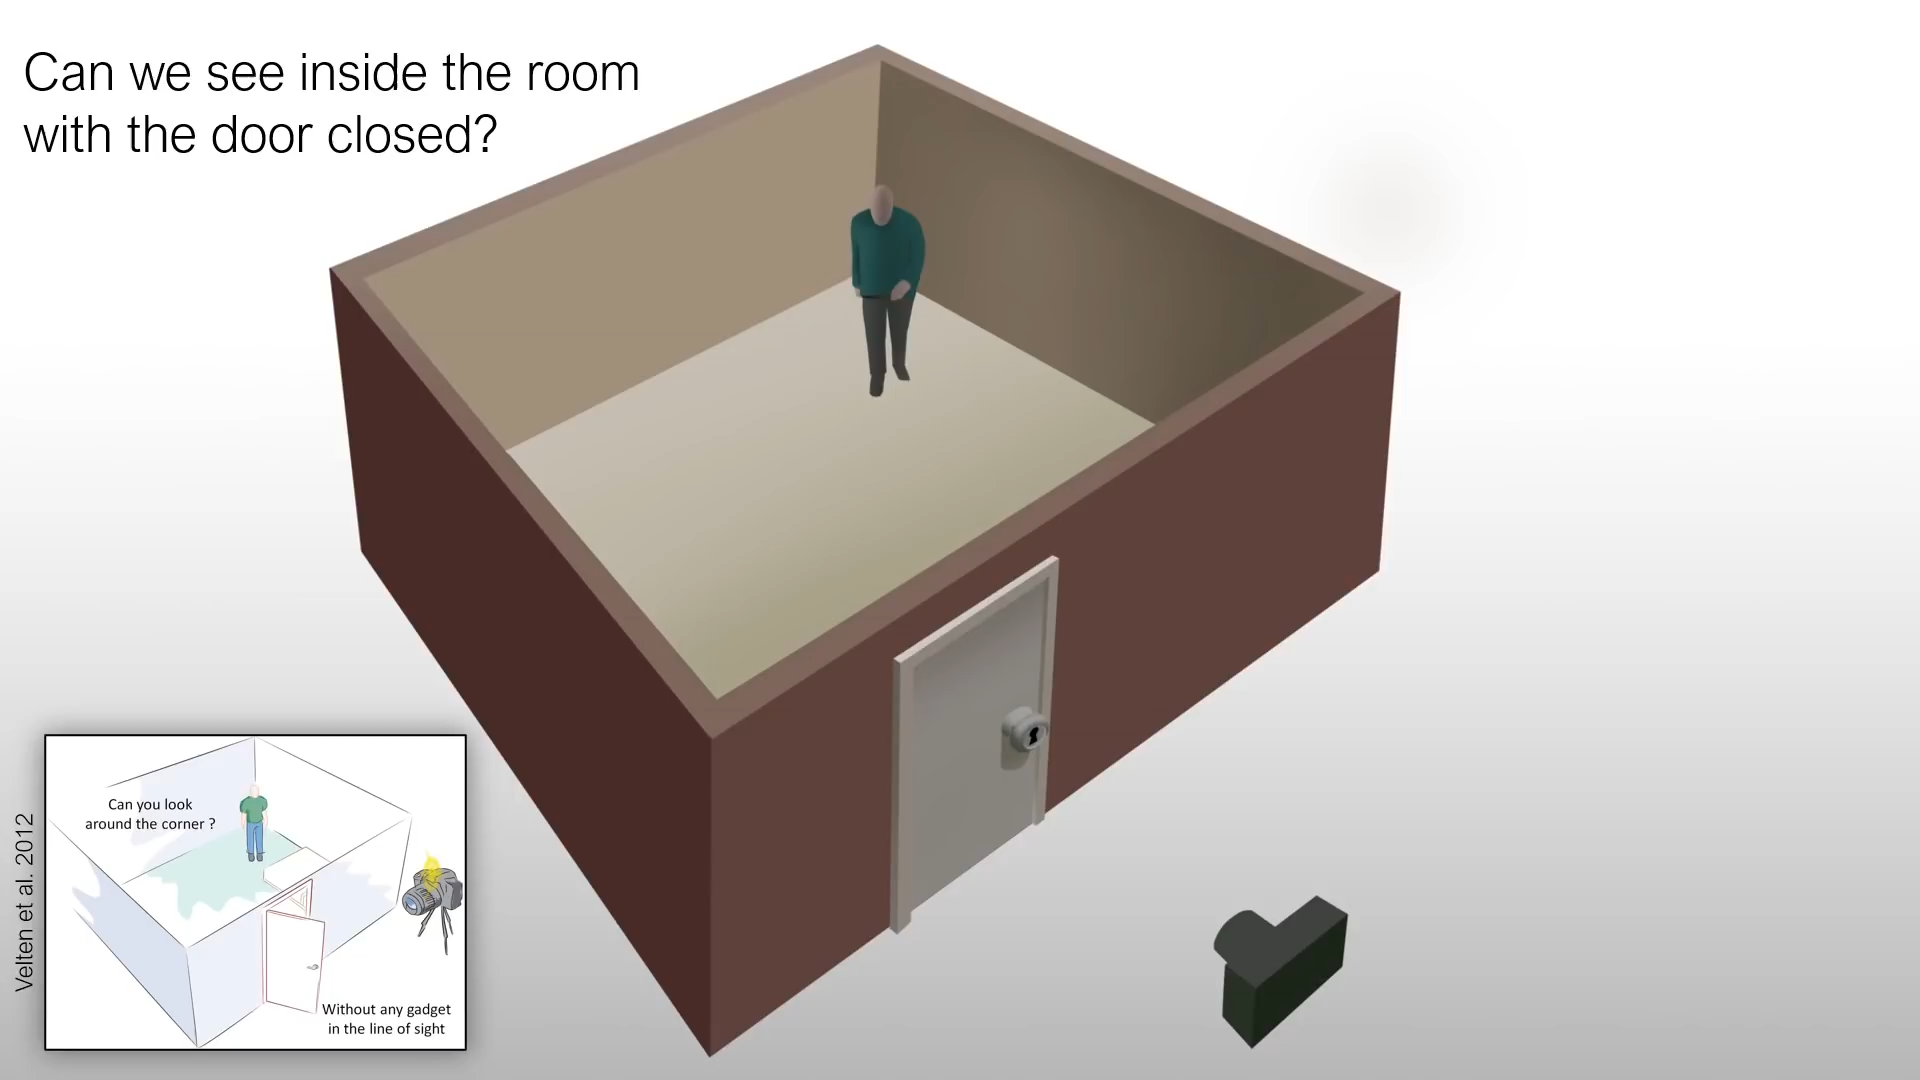 Can we see inside the room
with the door closed?
Can you look
around the corner ?
Without any gadget
in the line of sight
Velten et al. 2012